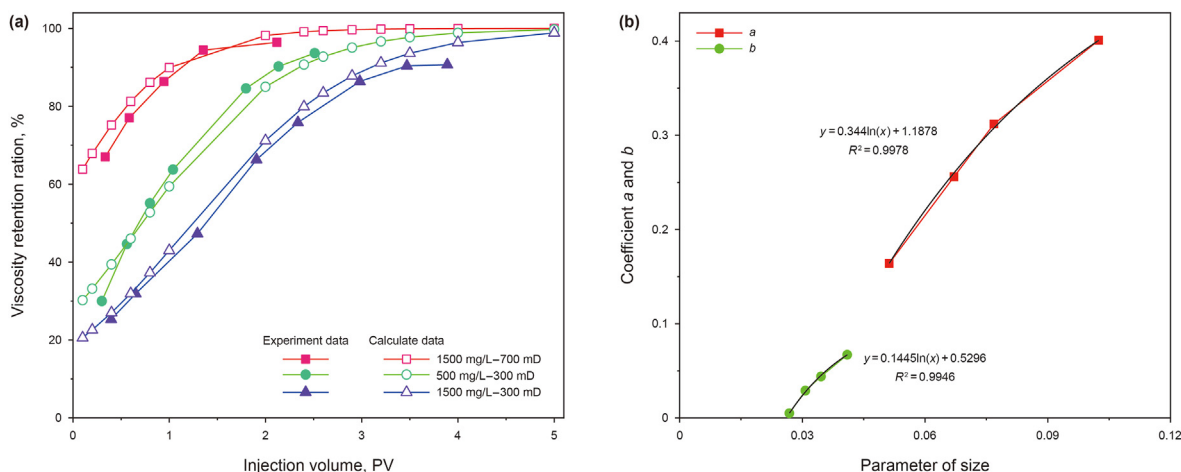 (a)
100
80
60
40
20
0
Viscosity retention ration, %
Experiment data
Calculate data
1500 mg/L–700 mD
500 mg/L–300 mD
1500 mg/L–300 mD
0
1
2
3
4
5
Injection volume, PV
(b)
a
b
0.4
0.3
0.2
0.1
0
Coefficient a and b
y=0.344ln(x)+1.1878
R²=0.9978
y=0.1445ln(x)+0.5296
R²=0.9946
0
0.03
0.06
0.09
0.12
Parameter of size